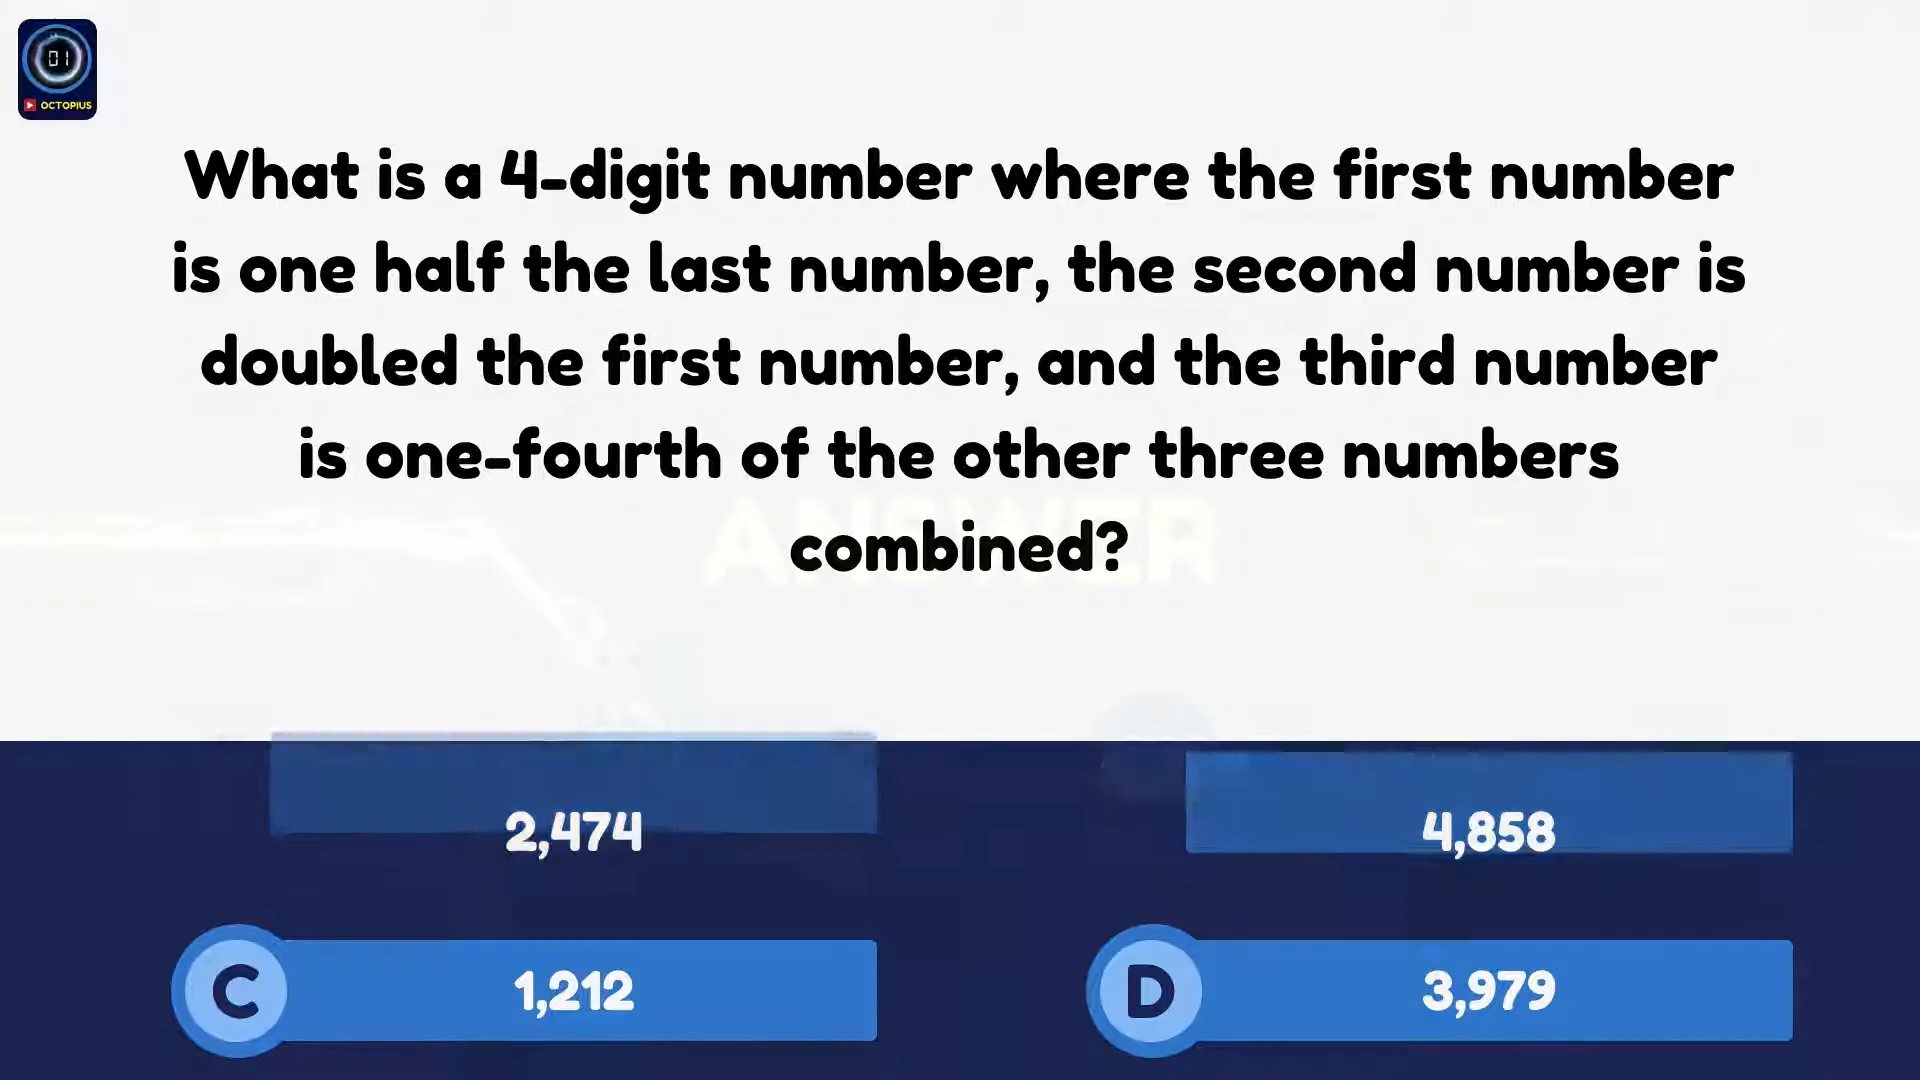 01
OCTOPIUS
What is a 4-digit number where the first number
is one half the last number, the second number is
doubled the first number, and the third number
is one-fourth of the other three numbers
combined?
ANSWER
2,474
4,858
C
1,212
D
3,979